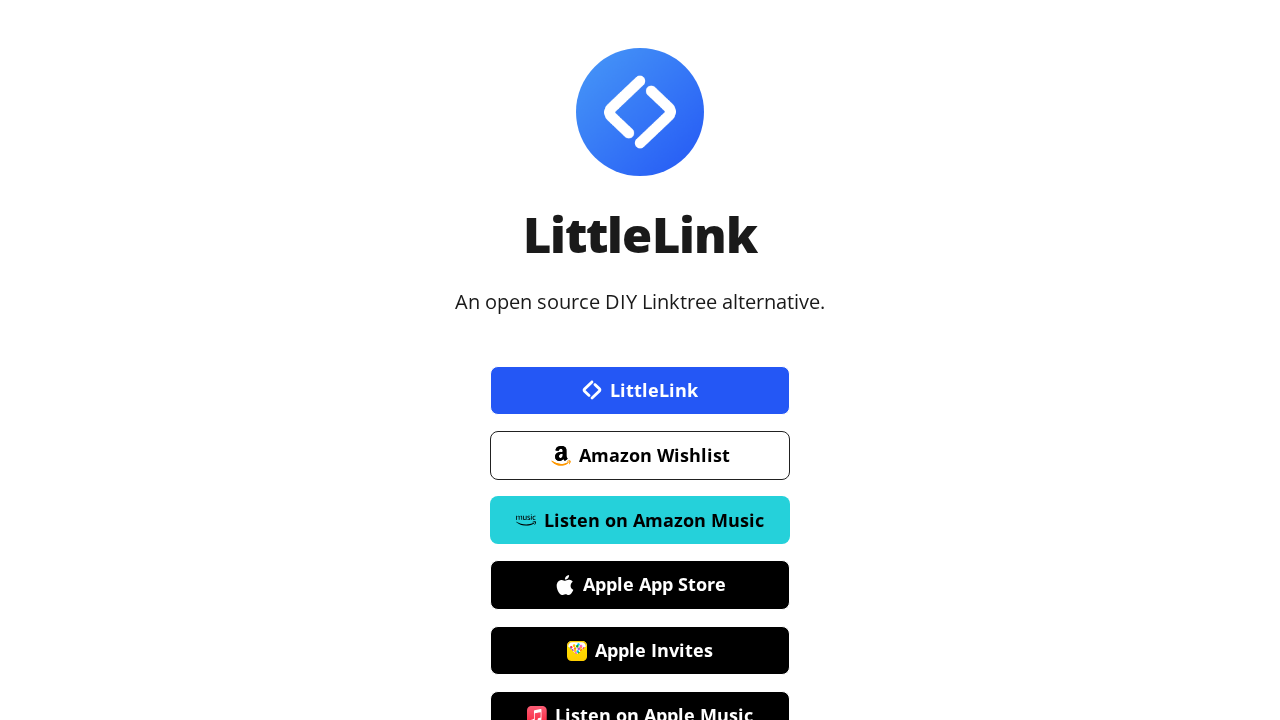 LittleLink
An open source DIY Linktree alternative.
LittleLink
Amazon Wishlist
music Listen on Amazon Music
Apple App Store
Apple Invites
Listen on Apple Music